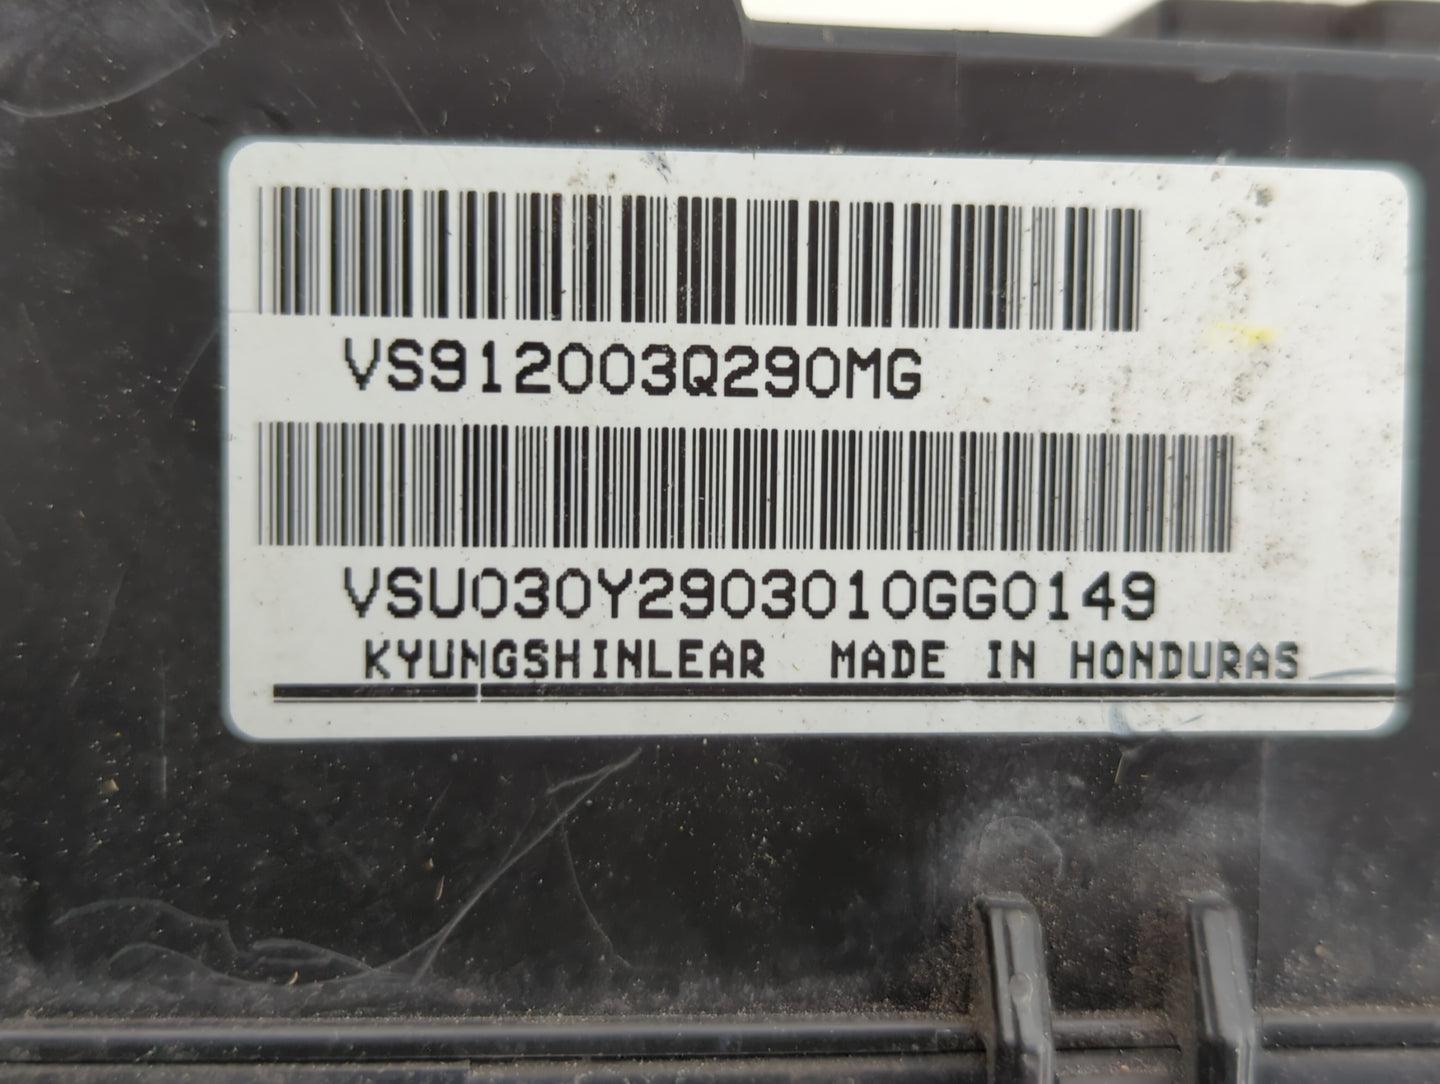 VS912003Q290MG
VSU030Y2903010GG0149
KYUNGSHINLEAR MADE IN HONDURAS